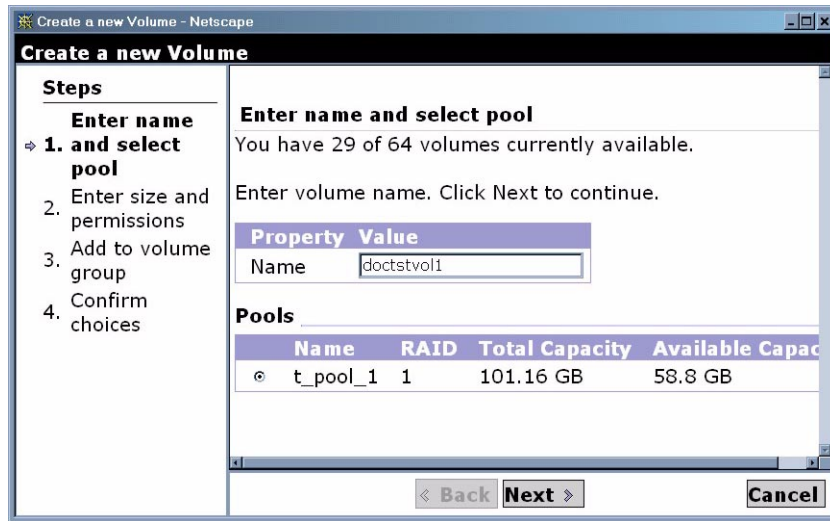 Create a new Volume - Netscape
Create a new Volume
Steps
Enter name
1. and select
pool
2. Enter size and
permissions
3. Add to volume
group
4. Confirm
choices
Enter name and select pool
You have 29 of 64 volumes currently available.
Enter volume name. Click Next to continue.
Property Value
Name doctstvol1
Pools
Name RAID Total Capacity Available Capac
t_pool_1 1 101.16 GB 58.8 GB
« Back Next » Cancel